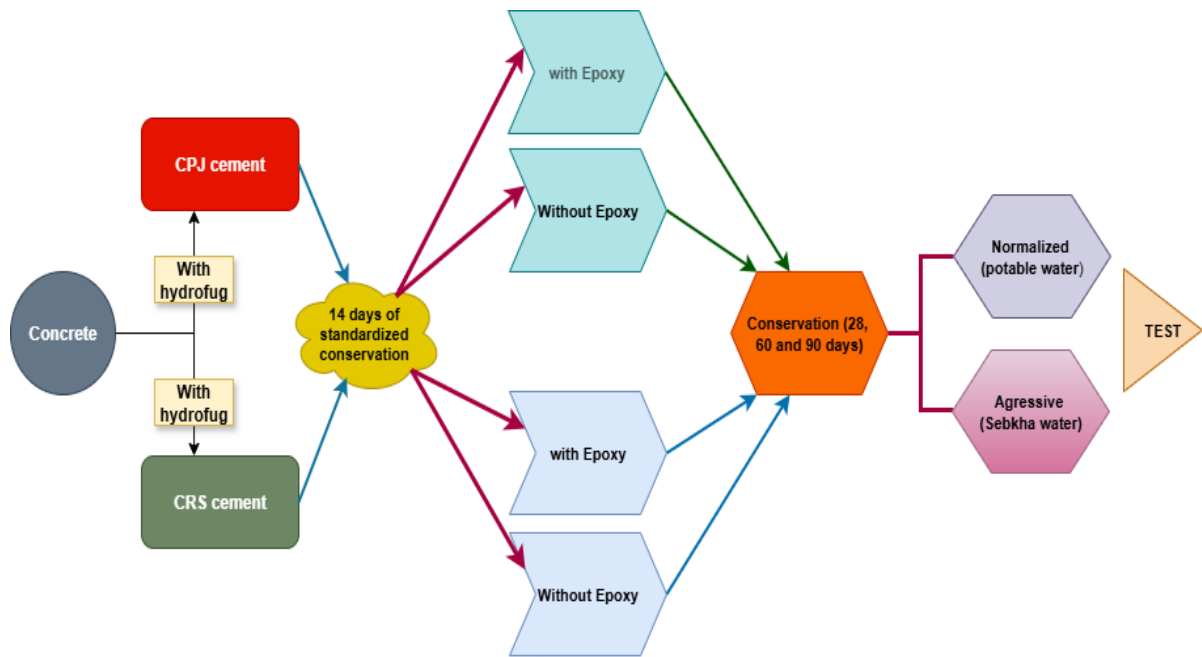 Concrete
With
hydrofug
With
hydrofug
CPJ cement
CRS cement
14 days of
standardized
conservation
with Epoxy
Without Epoxy
with Epoxy
Without Epoxy
Conservation (28,
60 and 90 days)
Normalized
(potable water)
Agressive
(Sebkha water)
TEST